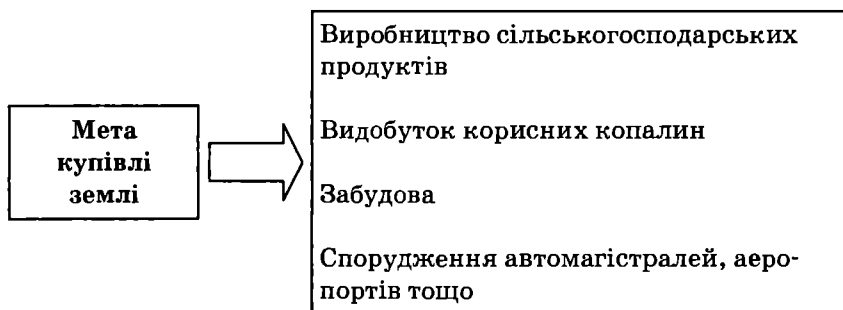 Мета
купівлі
землі
Виробництво сільськогосподарських
продуктів
Видобуток корисних копалин
Забудова
Спорудження автомагістралей, аеро-
портів тощо